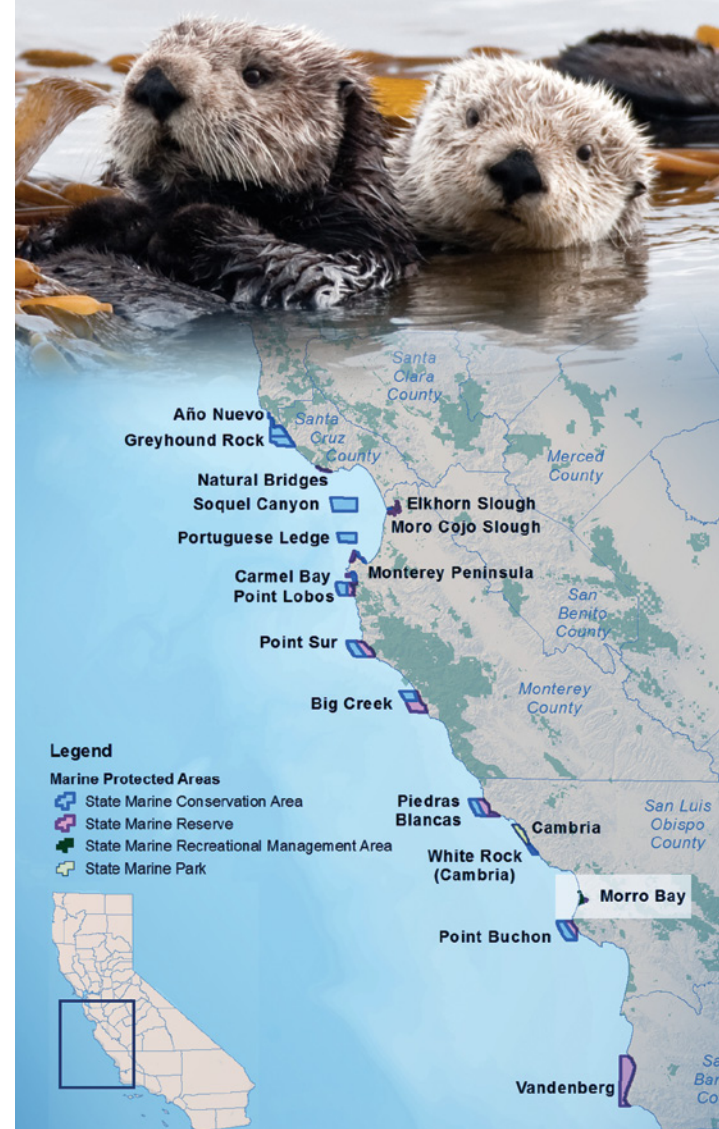 Santa
Clara
County
Año Nuevo
Santa
Cruz
County
Greyhound Rock
Merced
County
Natural Bridges
Soquel Canyon
Elkhorn Slough
Moro Cojo Slough
Portuguese Ledge
Carmel Bay
Monterey Peninsula
Point Lobos
San
Benito
County
Point Sur
Monterey
County
Big Creek
Legend
Marine Protected Areas
State Marine Conservation Area
State Marine Reserve
State Marine Recreational Management Area
State Marine Park
Piedras
Blancas
San Luis
Obispo
County
Cambria
White Rock
(Cambria)
Morro Bay
Point Buchon
Vandenberg
Sa
Bar
Co